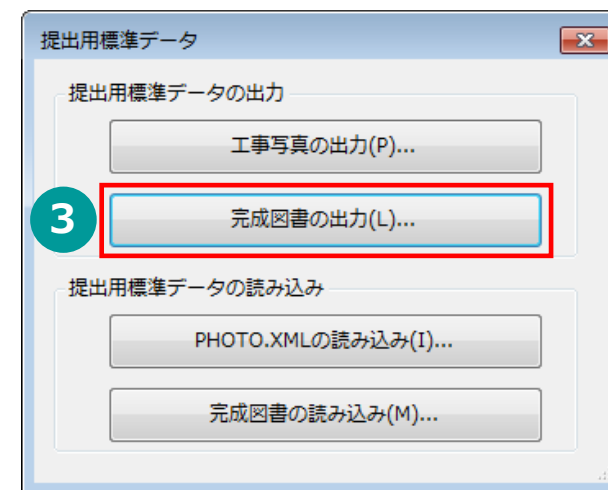 提出用標準データ
提出用標準データの出力
工事写真の出力(P)...
3
完成図書の出力(L)...
提出用標準データの読み込み
PHOTO.XMLの読み込み(I)...
完成図書の読み込み(M)...